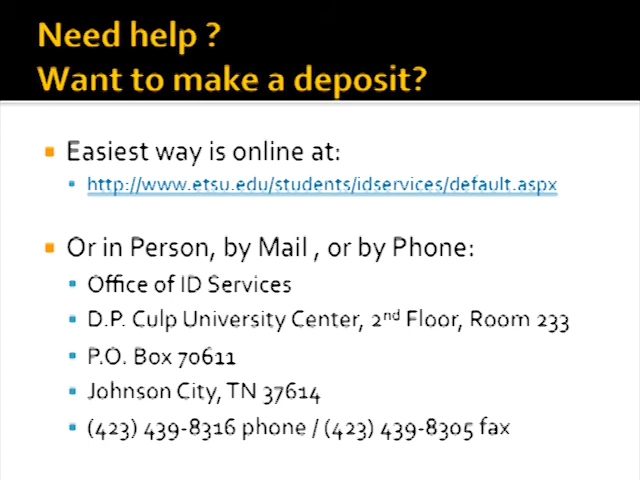 Need help ?
Want to make a deposit?
Easiest way is online at:
http://www.etsu.edu/students/idservices/default.aspx
Or in Person, by Mail , or by Phone:
Office of ID Services
D.P. Culp University Center, 2nd Floor, Room 233
P.O. Box 70611
Johnson City, TN 37614
(423) 439-8316 phone / (423) 439-8305 fax